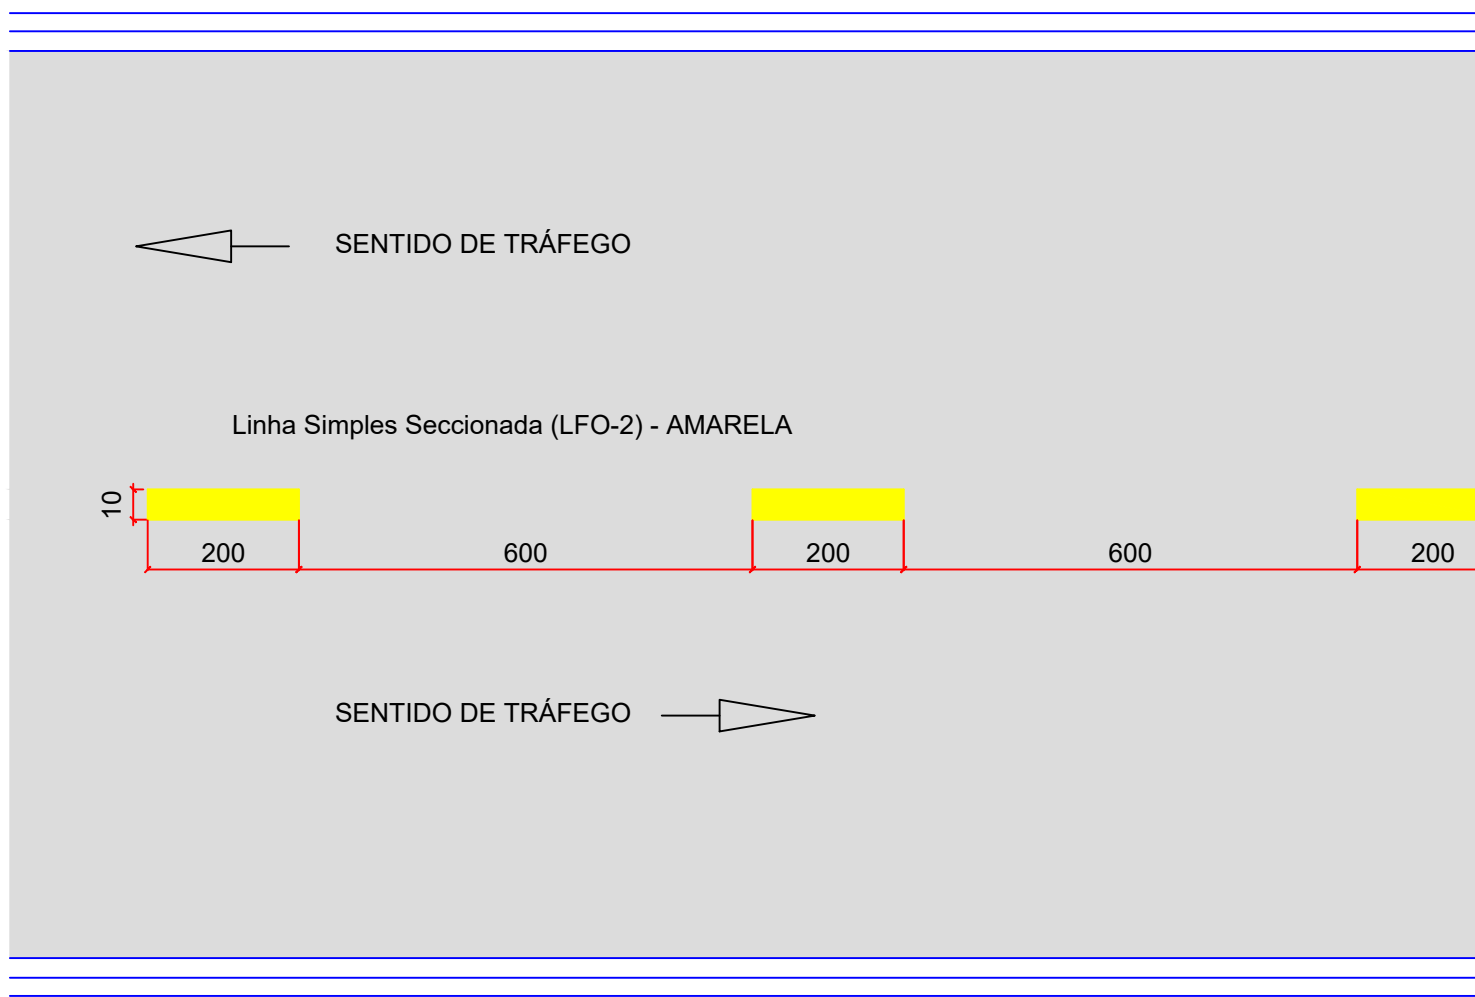 SENTIDO DE TRÁFEGO
Linha Simples Seccionada (LFO-2) - AMARELA
10
200 600 200 600 200
SENTIDO DE TRÁFEGO